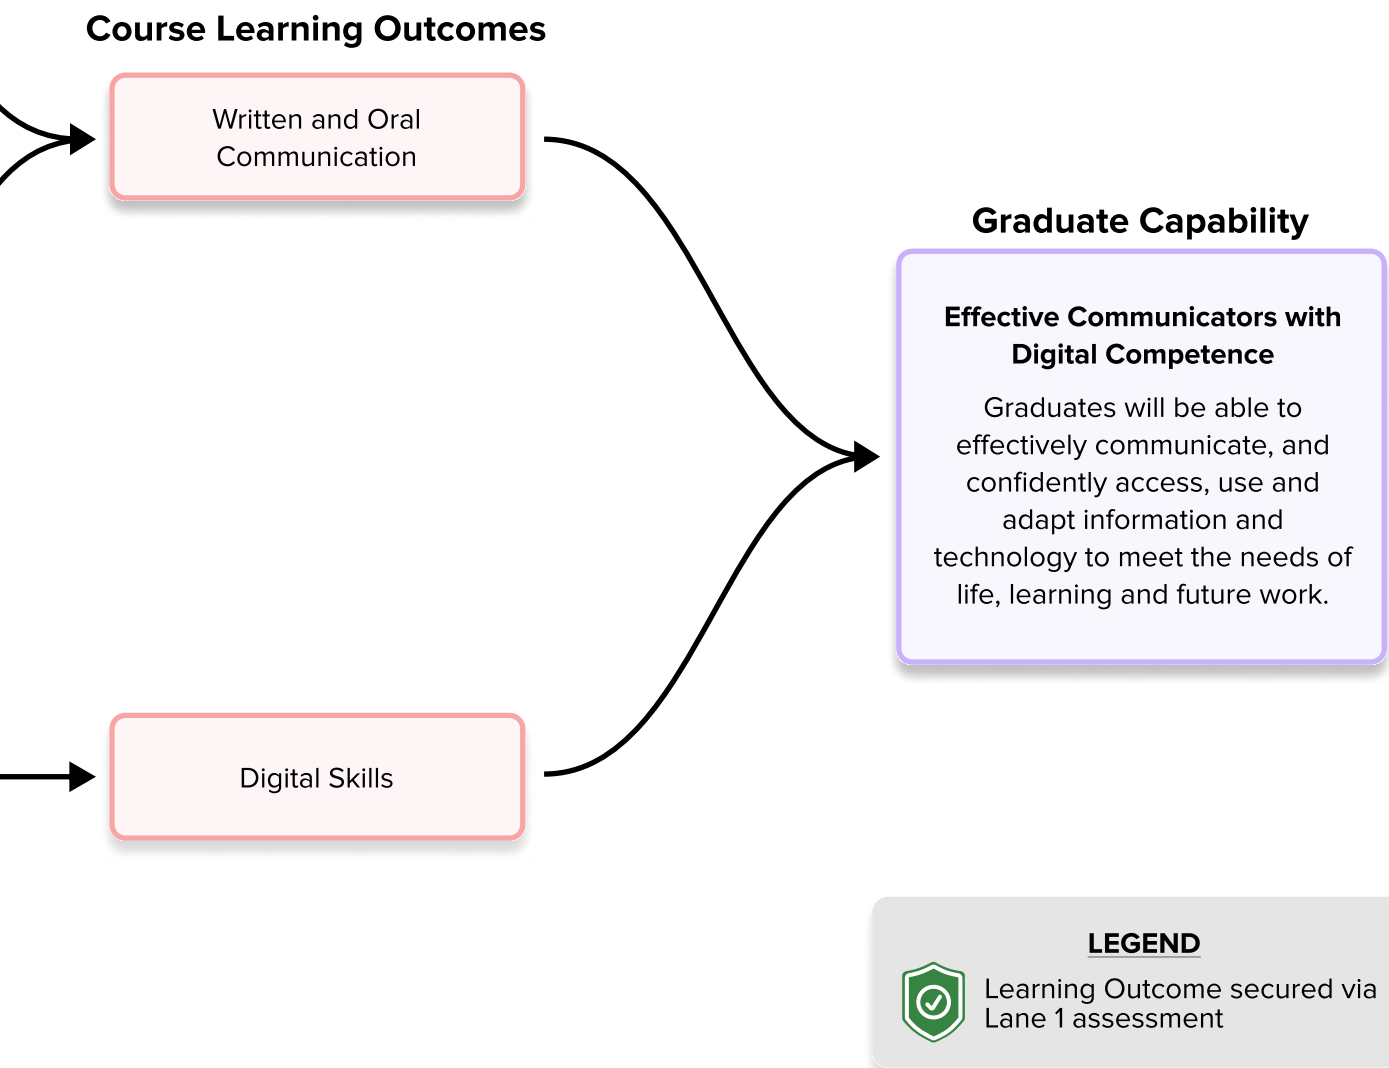 Course Learning Outcomes
Written and Oral
Communication
Graduate Capability
Effective Communicators with
Digital Competence
Graduates will be able to
effectively communicate, and
confidently access, use and
adapt information and
technology to meet the needs of
life, learning and future work.
Digital Skills
LEGEND
Learning Outcome secured via
Lane 1 assessment